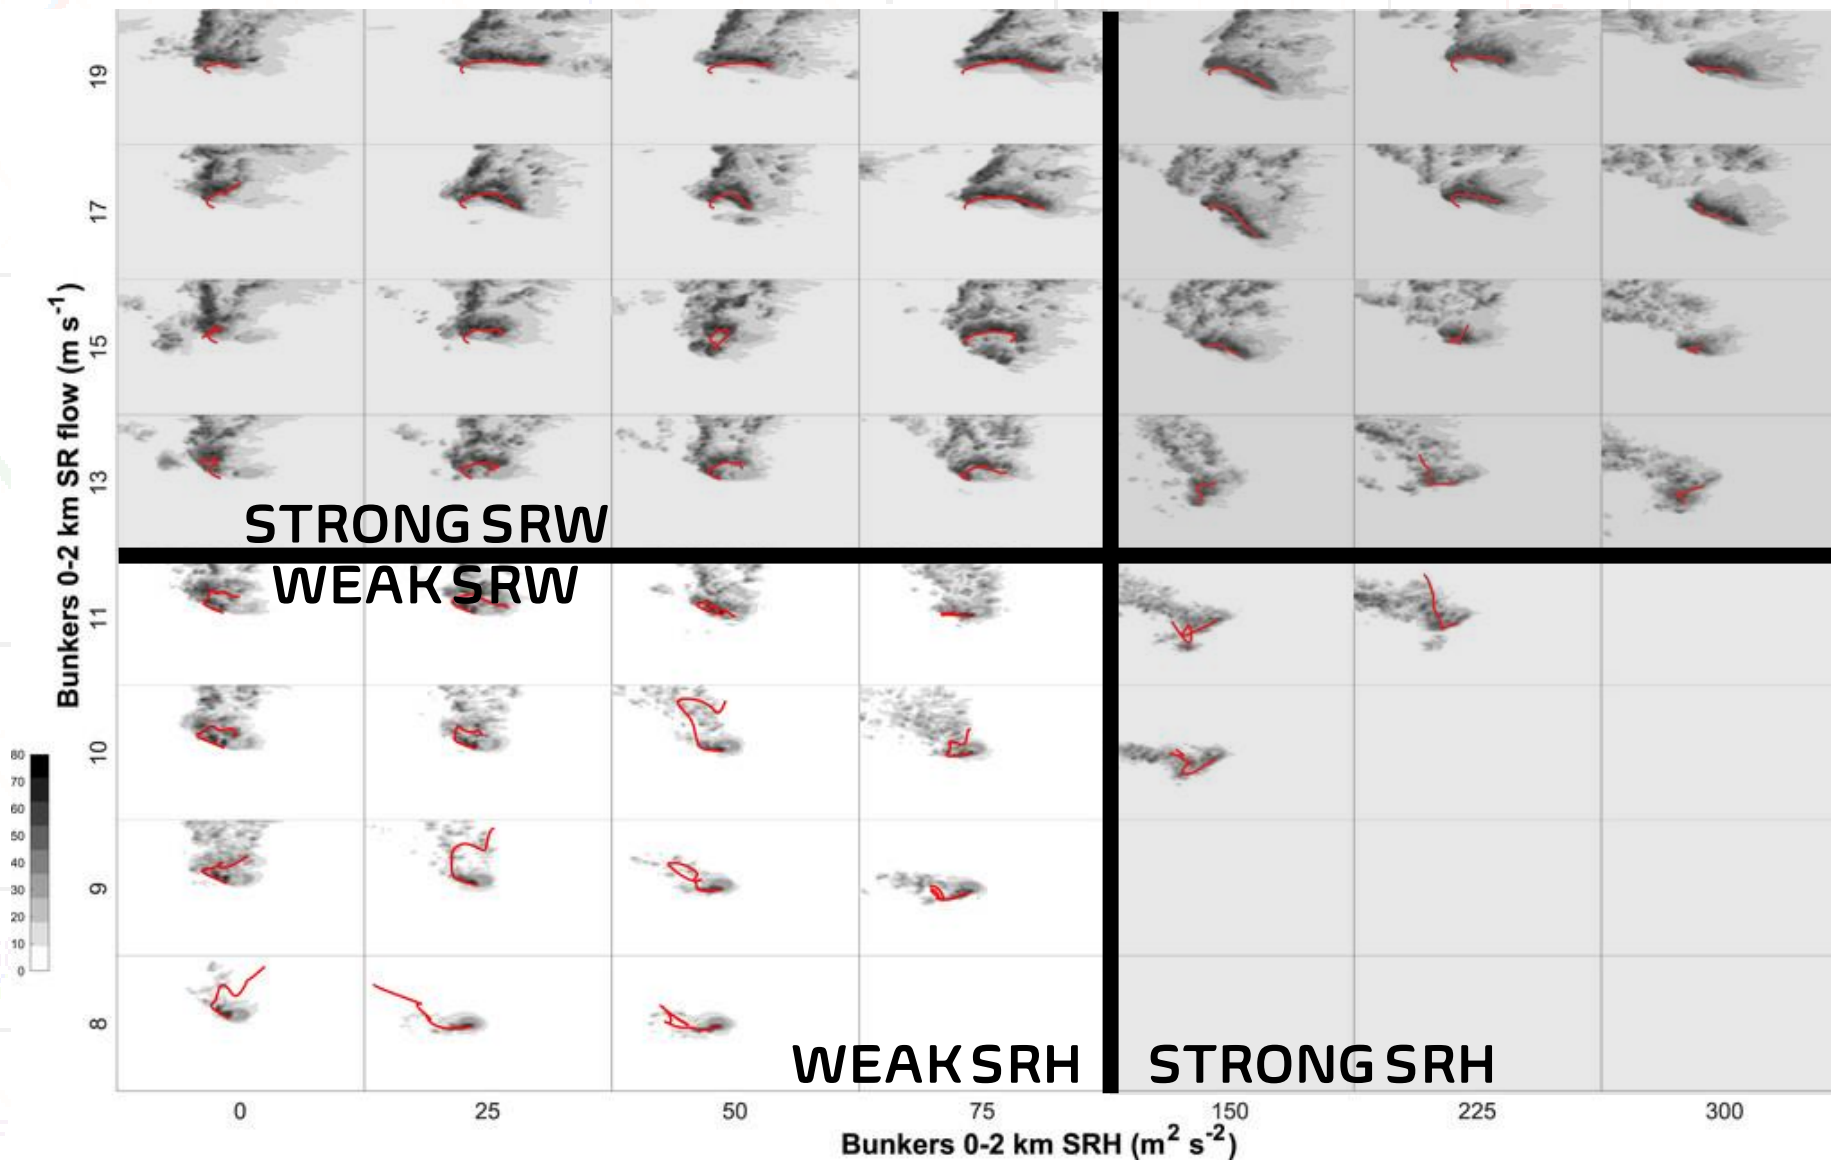 Bunkers 0-2 km SR flow (m s⁻¹)
19
17
15
13
11
10
9
8
STRONG SRW
WEAK SRW
WEAK SRH
STRONG SRH
80
70
60
50
40
30
20
10
0
0 25 50 75 150 225 300
Bunkers 0-2 km SRH (m² s⁻²)